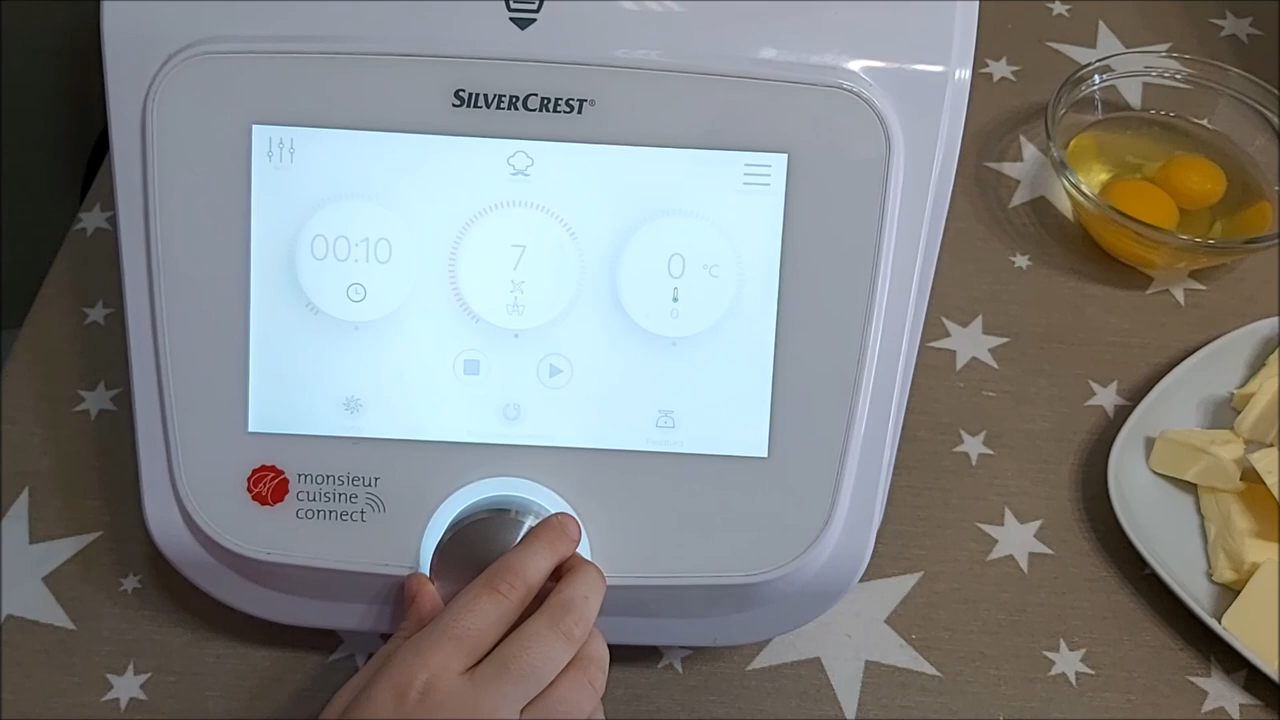 SILVERCREST®
00:10
7
0 °C
0
monsieur
cuisine
connect